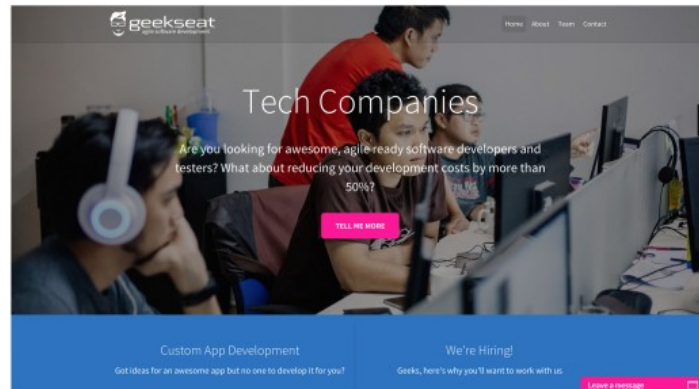 geekseat
agile software development
Home About Team Contact
Tech Companies
Are you looking for awesome, agile ready software developers and
testers? What about reducing your development costs by more than
50%?
TELL ME MORE
Custom App Development
Got ideas for an awesome app but no one to develop it for you?
We're Hiring!
Geeks, here's why you'll want to work with us
Leave a message